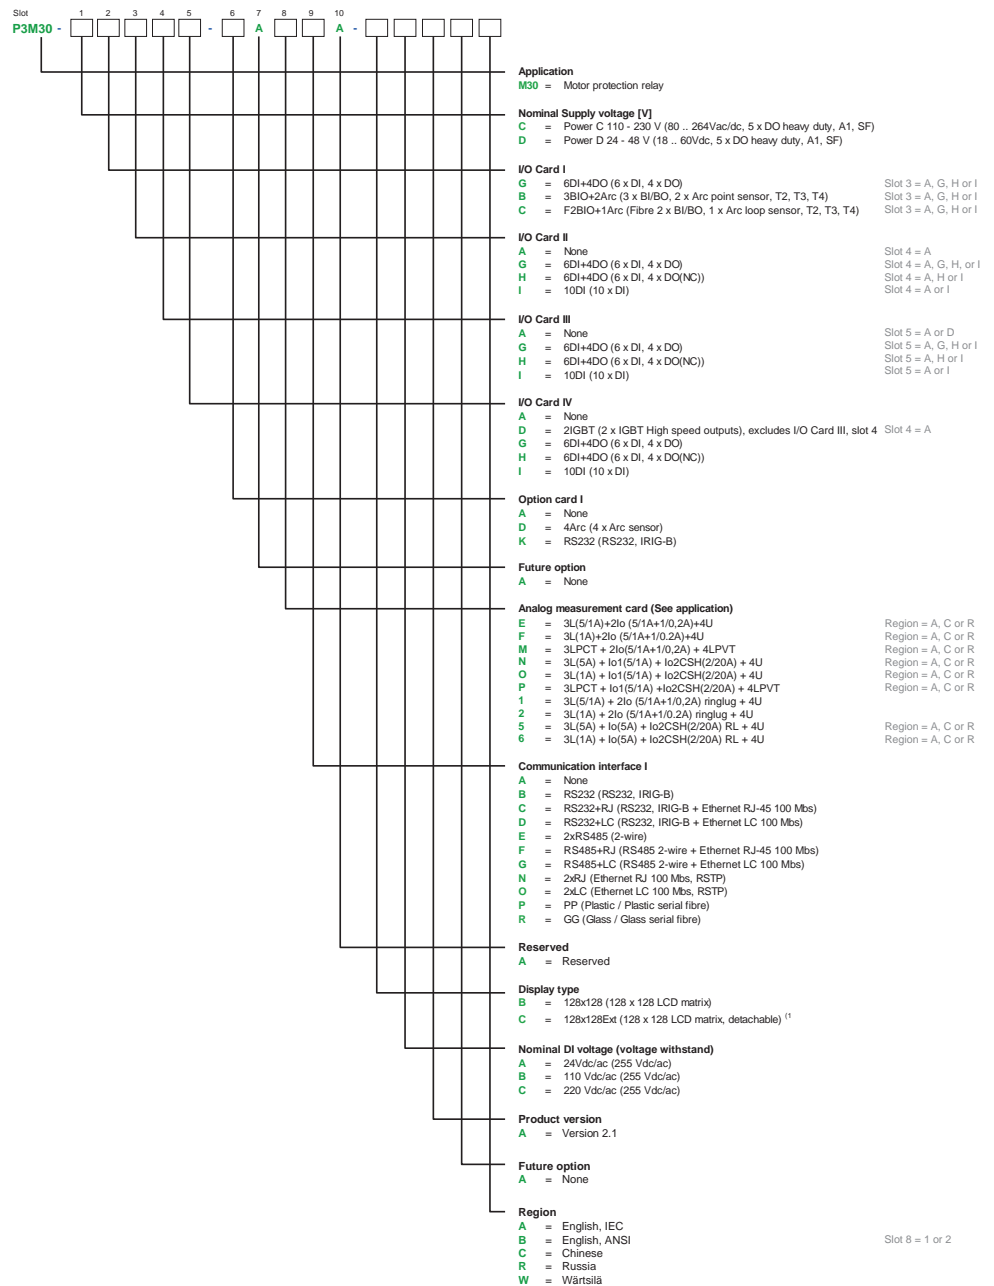 Slot 1 2 3 4 5 6 7 8 9 10
P3M30 - - A A -
Application
M30 = Motor protection relay
Nominal Supply voltage [V]
C = Power C 110 - 230 V (80 .. 264Vac/dc, 5 x DO heavy duty, A1, SF)
D = Power D 24 - 48 V (18 .. 60Vdc, 5 x DO heavy duty, A1, SF)
I/O Card I
G = 6DI+4DO (6 x DI, 4 x DO) Slot 3 = A, G, H or I
B = 3BIO+2Arc (3 x BI/BO, 2 x Arc point sensor, T2, T3, T4) Slot 3 = A, G, H or I
C = F2BIO+1Arc (Fibre 2 x BI/BO, 1 x Arc loop sensor, T2, T3, T4) Slot 3 = A, G, H or I
I/O Card II
A = None Slot 4 = A
G = 6DI+4DO (6 x DI, 4 x DO) Slot 4 = A, G, H, or I
H = 6DI+4DO (6 x DI, 4 x DO(NC)) Slot 4 = A, H or I
I = 10DI (10 x DI) Slot 4 = A or I
I/O Card III
A = None Slot 5 = A or D
G = 6DI+4DO (6 x DI, 4 x DO) Slot 5 = A, G, H or I
H = 6DI+4DO (6 x DI, 4 x DO(NC)) Slot 5 = A, H or I
I = 10DI (10 x DI) Slot 5 = A or I
I/O Card IV
A = None
D = 2IGBT (2 x IGBT High speed outputs), excludes I/O Card III, slot 4 Slot 4 = A
G = 6DI+4DO (6 x DI, 4 x DO)
H = 6DI+4DO (6 x DI, 4 x DO(NC))
I = 10DI (10 x DI)
Option card I
A = None
D = 4Arc (4 x Arc sensor)
K = RS232 (RS232, IRIG-B)
Future option
A = None
Analog measurement card (See application)
E = 3L(5/1A)+2Io (5/1A+1/0,2A)+4U Region = A, C or R
F = 3L(1A)+2Io (5/1A+1/0.2A)+4U Region = A, C or R
M = 3LPCT + 2Io(5/1A+1/0,2A) + 4LPVT Region = A, C or R
N = 3L(5A) + Io1(5/1A) + Io2CSH(2/20A) + 4U Region = A, C or R
O = 3L(1A) + Io1(5/1A) + Io2CSH(2/20A) + 4U Region = A, C or R
P = 3LPCT + Io1(5/1A) +Io2CSH(2/20A) + 4LPVT Region = A, C or R
1 = 3L(5/1A) + 2Io (5/1A+1/0,2A) ringlug + 4U
2 = 3L(1A) + 2Io (5/1A+1/0.2A) ringlug + 4U
5 = 3L(5A) + Io(5A) + Io2CSH(2/20A) RL + 4U Region = A, C or R
6 = 3L(1A) + Io(5A) + Io2CSH(2/20A) RL + 4U Region = A, C or R
Communication interface I
A = None
B = RS232 (RS232, IRIG-B)
C = RS232+RJ (RS232, IRIG-B + Ethernet RJ-45 100 Mbs)
D = RS232+LC (RS232, IRIG-B + Ethernet LC 100 Mbs)
E = 2xRS485 (2-wire)
F = RS485+RJ (RS485 2-wire + Ethernet RJ-45 100 Mbs)
G = RS485+LC (RS485 2-wire + Ethernet LC 100 Mbs)
N = 2xRJ (Ethernet RJ 100 Mbs, RSTP)
O = 2xLC (Ethernet LC 100 Mbs, RSTP)
P = PP (Plastic / Plastic serial fibre)
R = GG (Glass / Glass serial fibre)
Reserved
A = Reserved
Display type
B = 128x128 (128 x 128 LCD matrix)
C = 128x128Ext (128 x 128 LCD matrix, detachable) (1
Nominal DI voltage (voltage withstand)
A = 24Vdc/ac (255 Vdc/ac)
B = 110 Vdc/ac (255 Vdc/ac)
C = 220 Vdc/ac (255 Vdc/ac)
Product version
A = Version 2.1
Future option
A = None
Region
A = English, IEC
B = English, ANSI Slot 8 = 1 or 2
C = Chinese
R = Russia
W = Wärtsilä